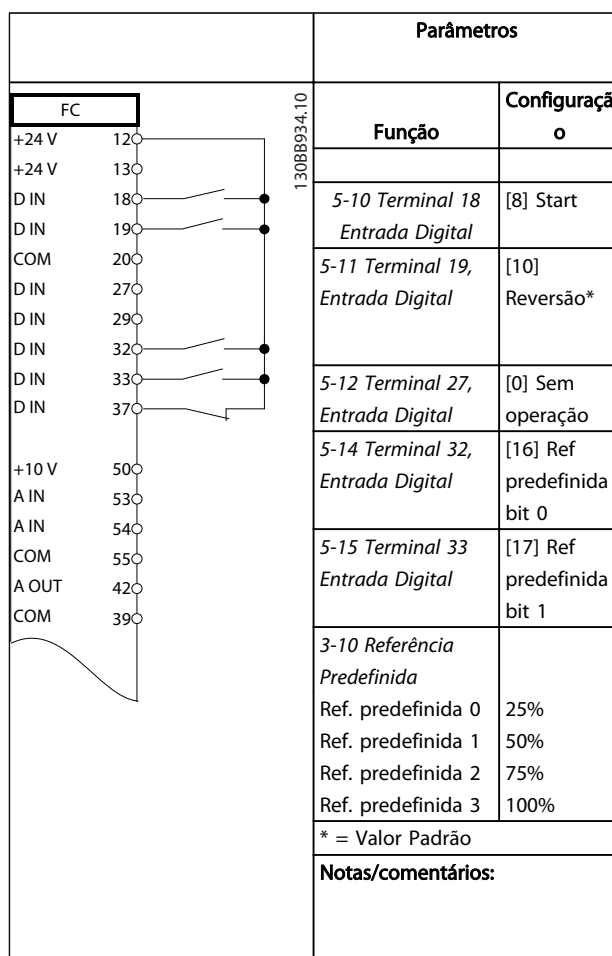 Parâmetros
FC
+24 V 12
+24 V 13
D IN 18
D IN 19
COM 20
D IN 27
D IN 29
D IN 32
D IN 33
D IN 37
+10 V 50
A IN 53
A IN 54
COM 55
A OUT 42
COM 39
130BB934.10
Função
Configuraçã
o
5-10 Terminal 18
Entrada Digital
[8] Start
5-11 Terminal 19,
Entrada Digital
[10]
Reversão*
5-12 Terminal 27,
Entrada Digital
[0] Sem
operação
5-14 Terminal 32,
Entrada Digital
[16] Ref
predefinida
bit 0
5-15 Terminal 33
Entrada Digital
[17] Ref
predefinida
bit 1
3-10 Referência
Predefinida
Ref. predefinida 0 25%
Ref. predefinida 1 50%
Ref. predefinida 2 75%
Ref. predefinida 3 100%
* = Valor Padrão
Notas/comentários: